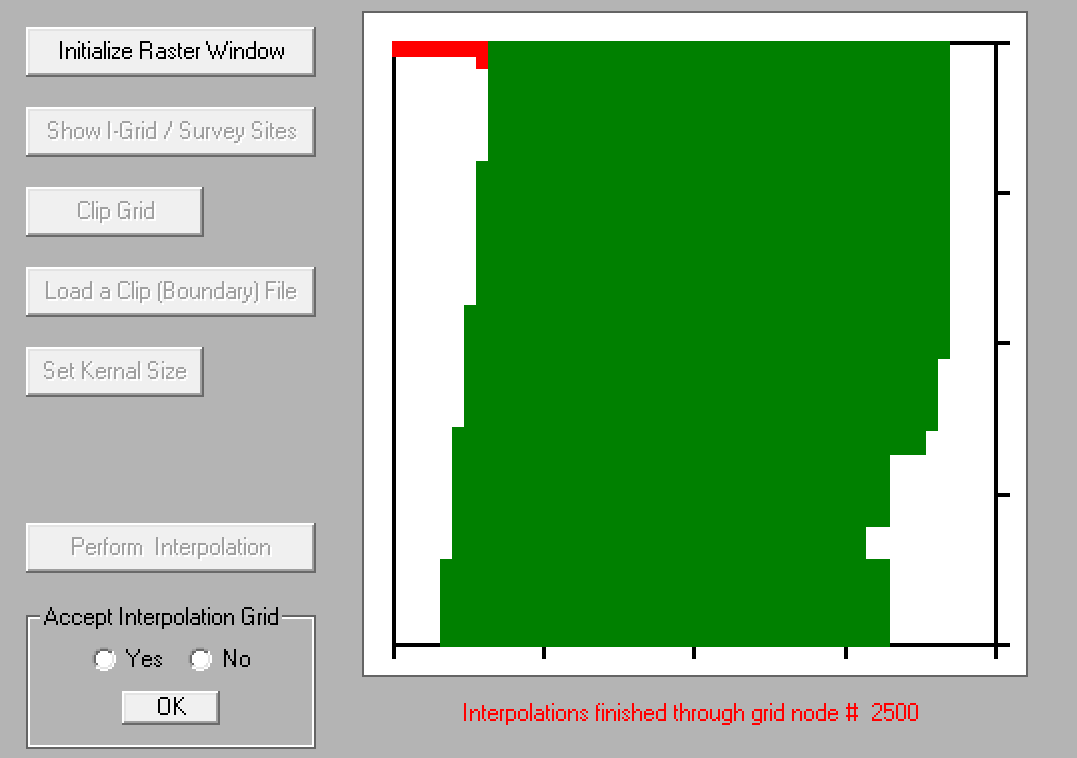 Initialize Raster Window
Show I-Grid / Survey Sites
Clip Grid
Load a Clip (Boundary) File
Set Kernal Size
Perform Interpolation
Accept Interpolation Grid
Yes No
OK
Interpolations finished through grid node # 2500